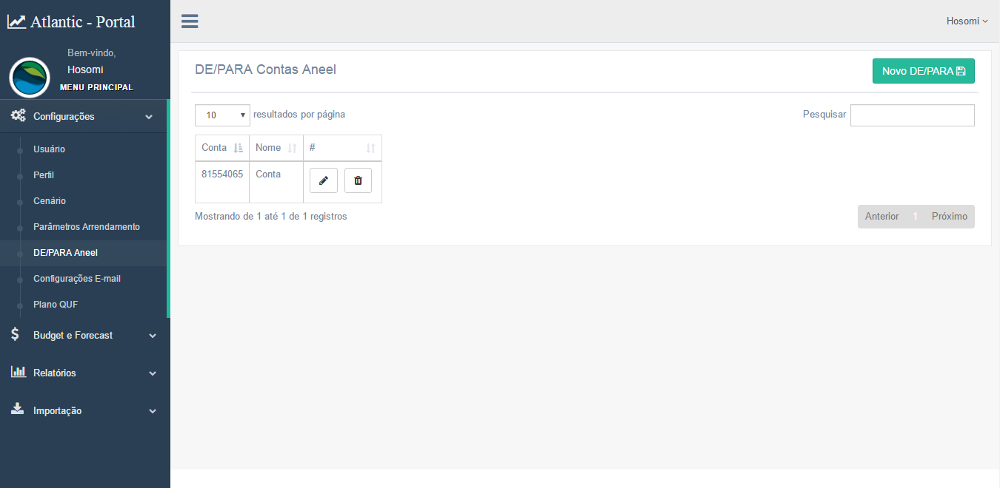 Atlantic - Portal
Bem-vindo,
Hosomi
MENU PRINCIPAL
Configurações
Usuário
Perfil
Cenário
Parâmetros Arrendamento
DE/PARA Aneel
Configurações E-mail
Plano QUF
Budget e Forecast
Relatórios
Importação
Hosomi
DE/PARA Contas Aneel
Novo DE/PARA
10 resultados por página
Pesquisar
Conta Nome #
81554065 Conta
Mostrando de 1 até 1 de 1 registros
Anterior 1 Próximo